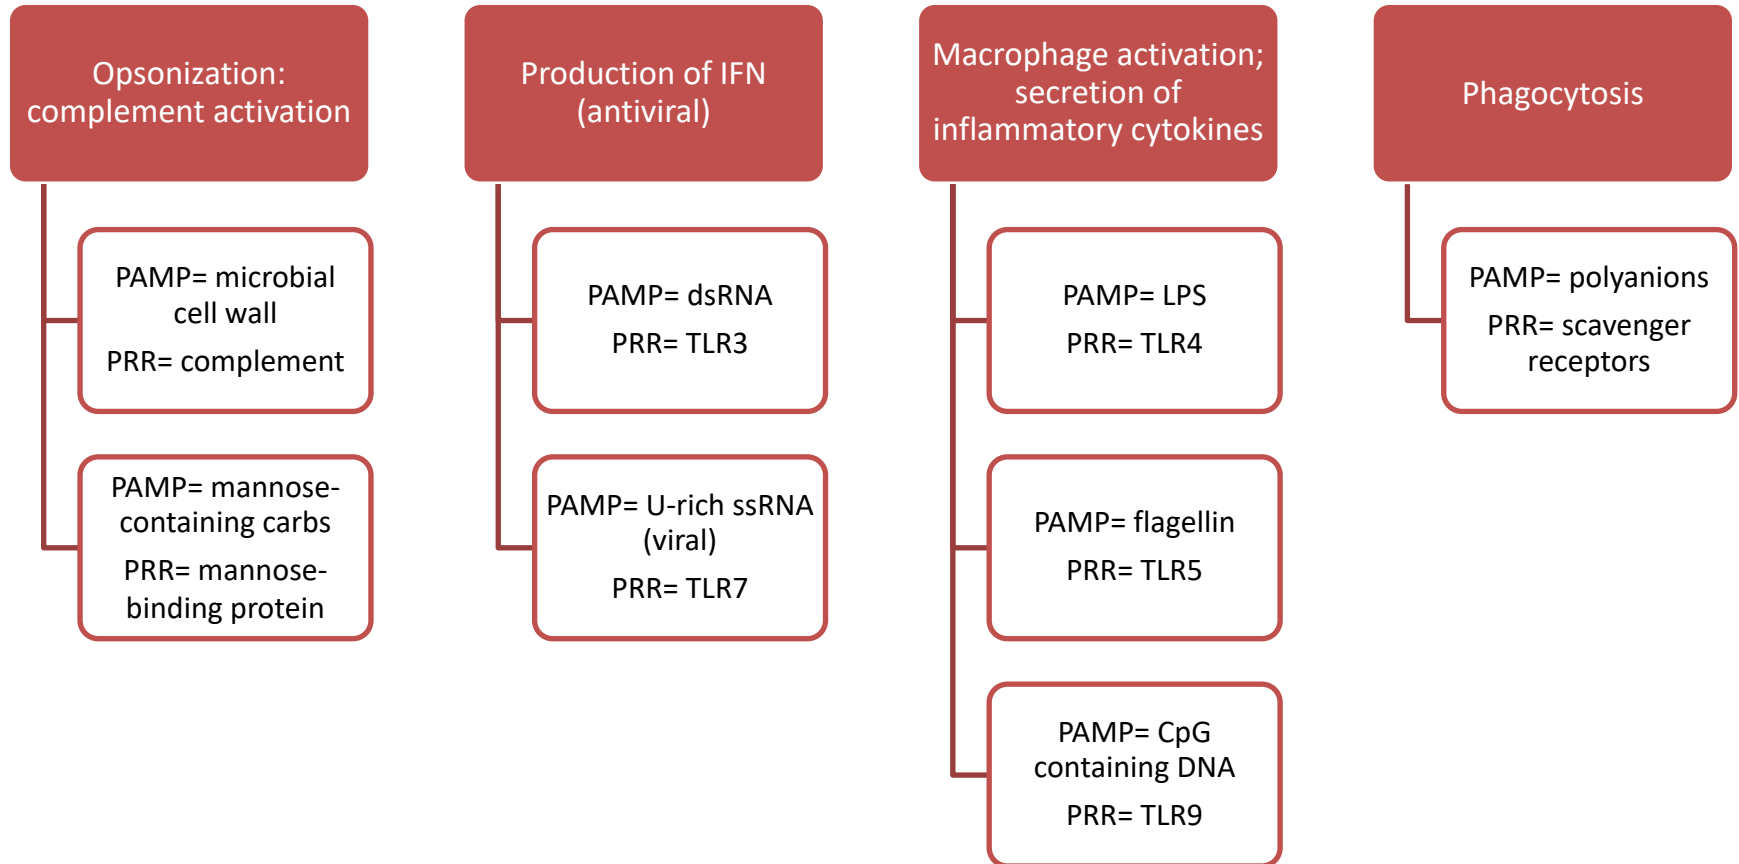 Opsonization:
complement activation
PAMP= microbial
cell wall
PRR= complement
PAMP= mannose-
containing carbs
PRR= mannose-
binding protein
Production of IFN
(antiviral)
PAMP= dsRNA
PRR= TLR3
PAMP= U-rich ssRNA
(viral)
PRR= TLR7
Macrophage activation;
secretion of
inflammatory cytokines
PAMP= LPS
PRR= TLR4
PAMP= flagellin
PRR= TLR5
PAMP= CpG
containing DNA
PRR= TLR9
Phagocytosis
PAMP= polyanions
PRR= scavenger
receptors